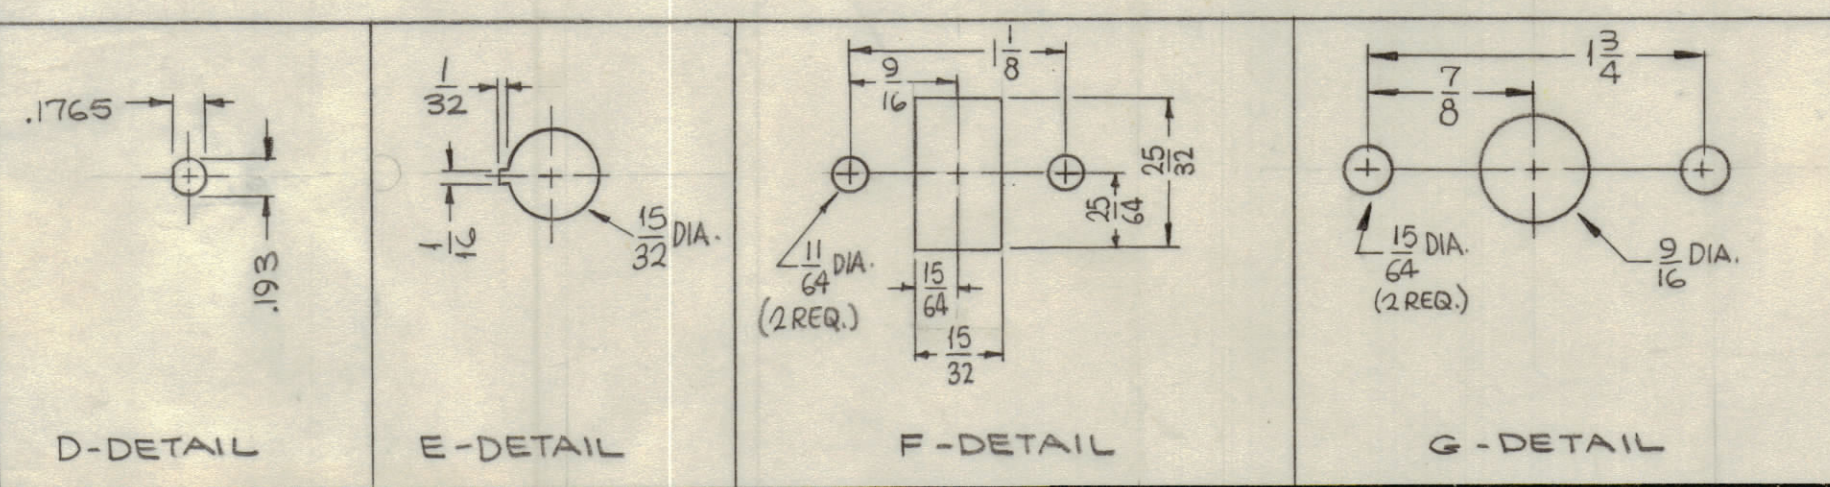 .1765
.193
D-DETAIL
1/32
1/16
15/32 DIA.
E-DETAIL
1 1/8
9/16
25/32
25/64
11/64 DIA.
(2 REQ.)
15/64
15/32
F-DETAIL
1 3/4
7/8
15/64 DIA.
(2 REQ.)
9/16 DIA.
G-DETAIL